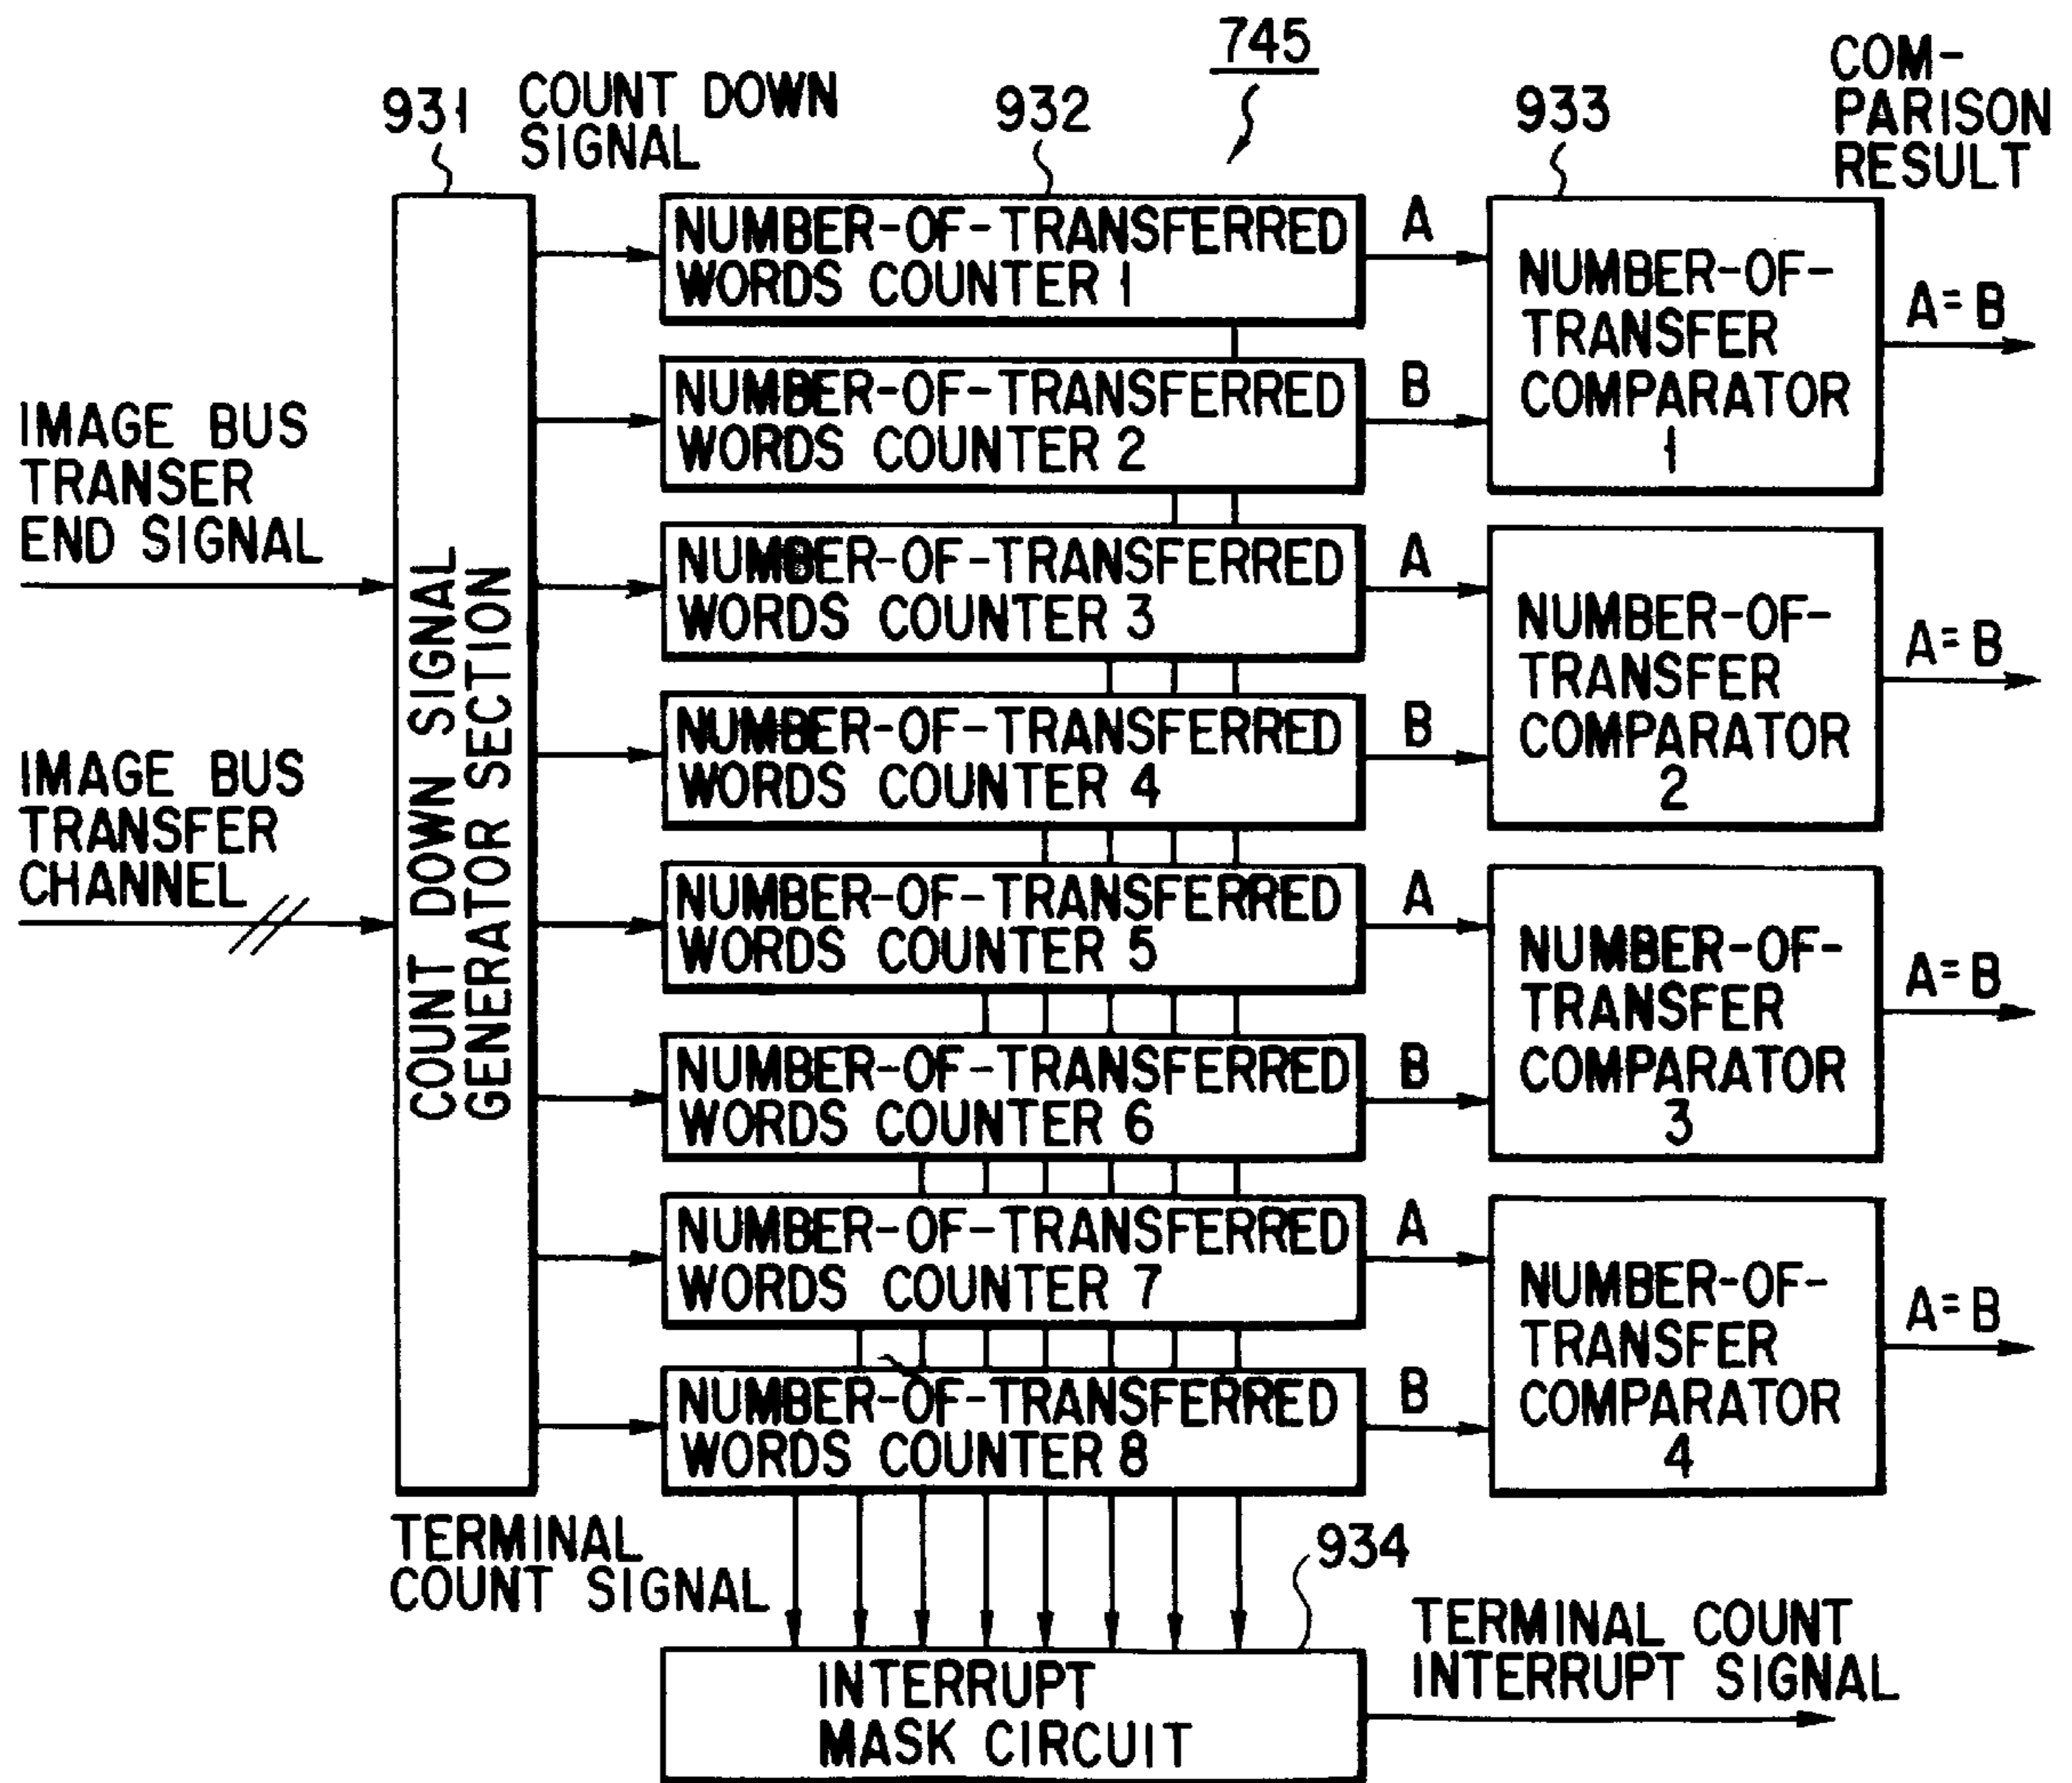 745
COM-
PARISON
RESULT
931
COUNT DOWN
SIGNAL
932
933
NUMBER-OF-TRANSFERRED
WORDS COUNTER 1
A
NUMBER-OF-
TRANSFER
COMPARATOR
1
A=B
NUMBER-OF-TRANSFERRED
WORDS COUNTER 2
B
IMAGE BUS
TRANSER
END SIGNAL
COUNT DOWN SIGNAL
GENERATOR SECTION
NUMBER-OF-TRANSFERRED
WORDS COUNTER 3
A
NUMBER-OF-
TRANSFER
COMPARATOR
2
A=B
NUMBER-OF-TRANSFERRED
WORDS COUNTER 4
B
IMAGE BUS
TRANSFER
CHANNEL
NUMBER-OF-TRANSFERRED
WORDS COUNTER 5
A
NUMBER-OF-
TRANSFER
COMPARATOR
3
A=B
NUMBER-OF-TRANSFERRED
WORDS COUNTER 6
B
NUMBER-OF-TRANSFERRED
WORDS COUNTER 7
A
NUMBER-OF-
TRANSFER
COMPARATOR
4
A=B
NUMBER-OF-TRANSFERRED
WORDS COUNTER 8
B
TERMINAL
COUNT SIGNAL
934
INTERRUPT
MASK CIRCUIT
TERMINAL COUNT
INTERRUPT SIGNAL